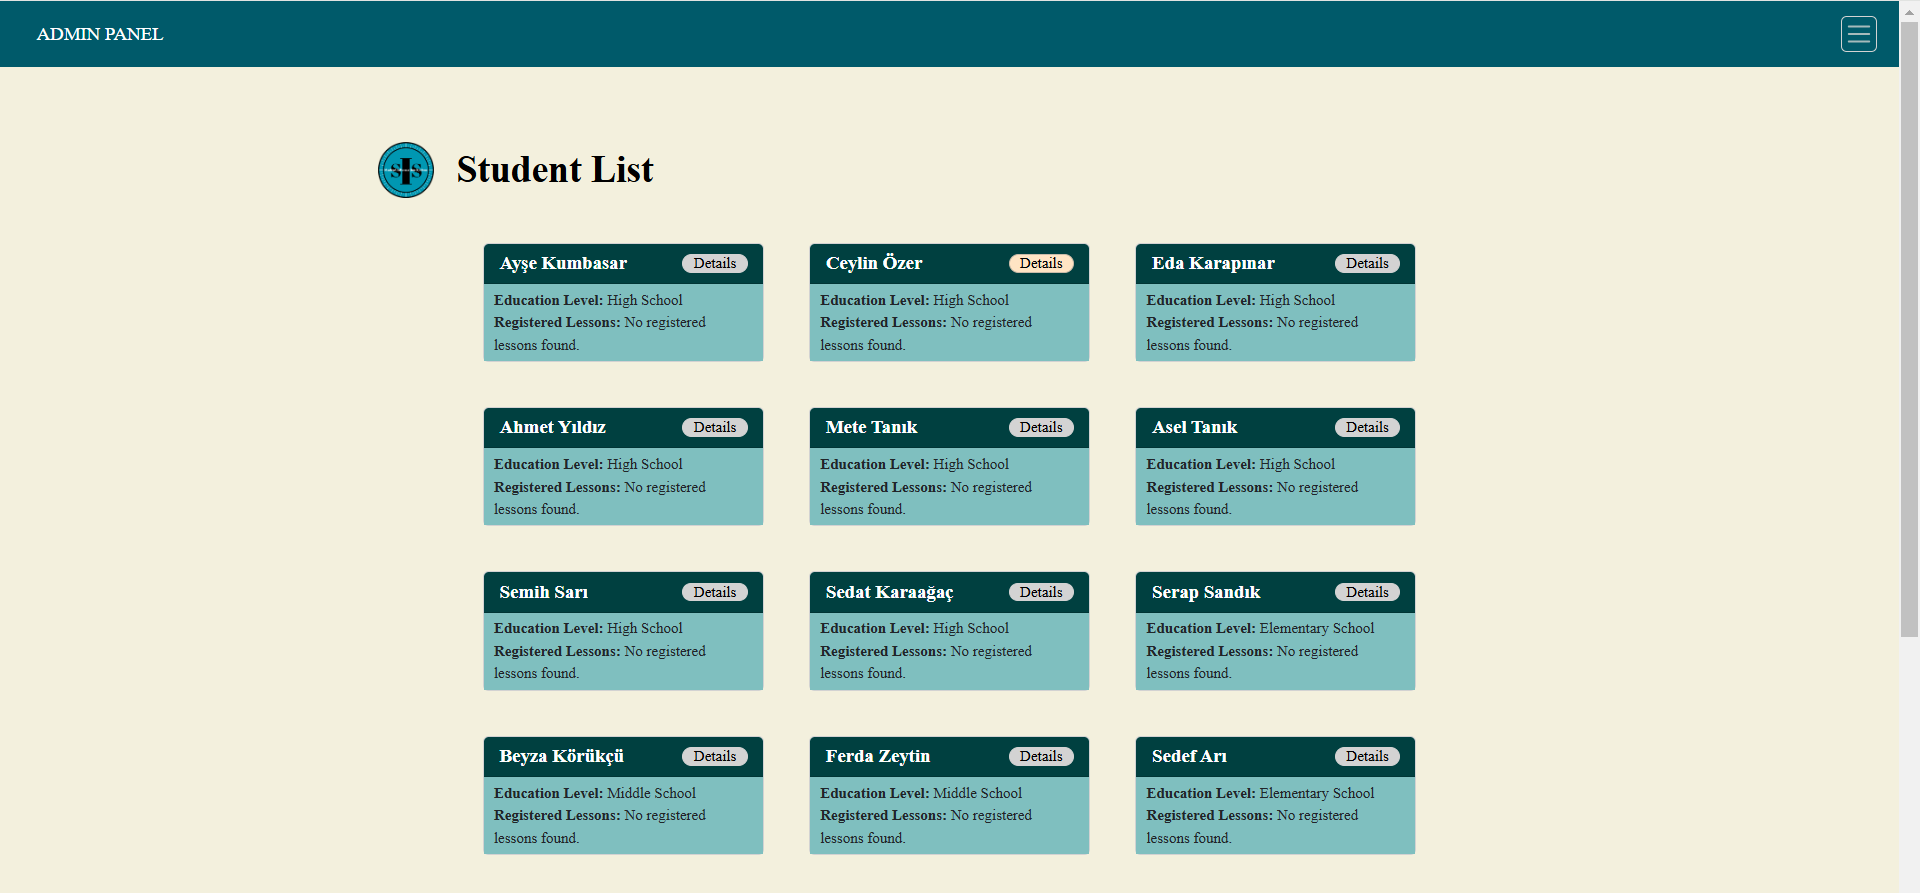 ADMIN PANEL
SIS
Student List
Ayşe Kumbasar Details
Education Level: High School
Registered Lessons: No registered
lessons found.
Ceylin Özer Details
Education Level: High School
Registered Lessons: No registered
lessons found.
Eda Karapınar Details
Education Level: High School
Registered Lessons: No registered
lessons found.
Ahmet Yıldız Details
Education Level: High School
Registered Lessons: No registered
lessons found.
Mete Tanık Details
Education Level: High School
Registered Lessons: No registered
lessons found.
Asel Tanık Details
Education Level: High School
Registered Lessons: No registered
lessons found.
Semih Sarı Details
Education Level: High School
Registered Lessons: No registered
lessons found.
Sedat Karaağaç Details
Education Level: High School
Registered Lessons: No registered
lessons found.
Serap Sandık Details
Education Level: Elementary School
Registered Lessons: No registered
lessons found.
Beyza Körükçü Details
Education Level: Middle School
Registered Lessons: No registered
lessons found.
Ferda Zeytin Details
Education Level: Middle School
Registered Lessons: No registered
lessons found.
Sedef Arı Details
Education Level: Elementary School
Registered Lessons: No registered
lessons found.